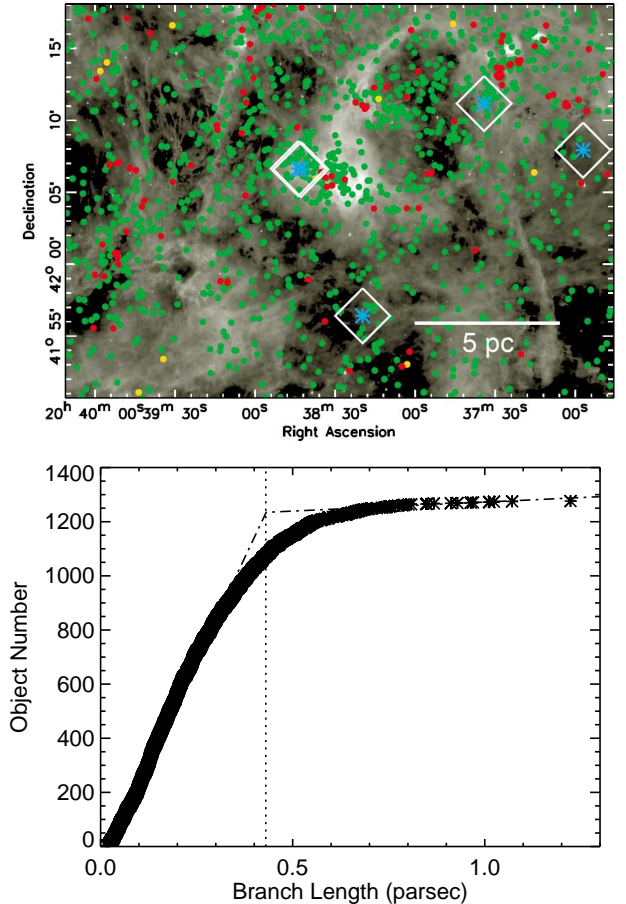 15'
10'
05'
42° 00'
41° 55'
Declination
5 pc
20h 40m 00s 39m 30s 00s 38m 30s 00s 37m 30s 00s
Right Ascension
1400
1200
1000
800
600
400
200
0
Object Number
0.0 0.5 1.0
Branch Length (parsec)